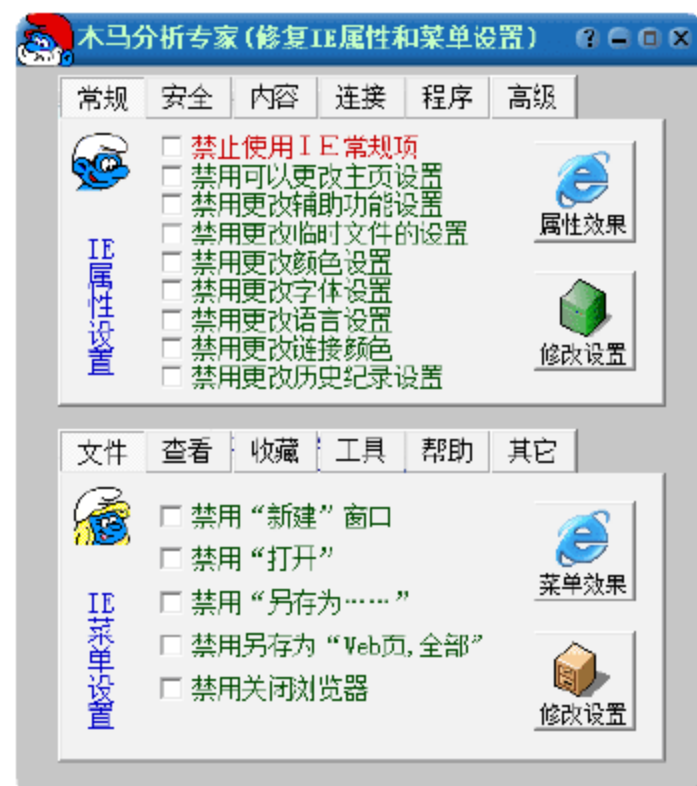 木马分析专家(修复IE属性和菜单设置)
常规 安全 内容 连接 程序 高级
禁止使用IE常规项
禁用可以更改主页设置
禁用更改辅助功能设置
禁用更改临时文件的设置
禁用更改颜色设置
禁用更改字体设置
禁用更改语言设置
禁用更改链接颜色
禁用更改历史纪录设置
IE属性设置
属性效果
修改设置
文件 查看 收藏 工具 帮助 其它
禁用“新建”窗口
禁用“打开”
禁用“另存为……”
禁用另存为“Web页,全部”
禁用关闭浏览器
IE菜单设置
菜单效果
修改设置